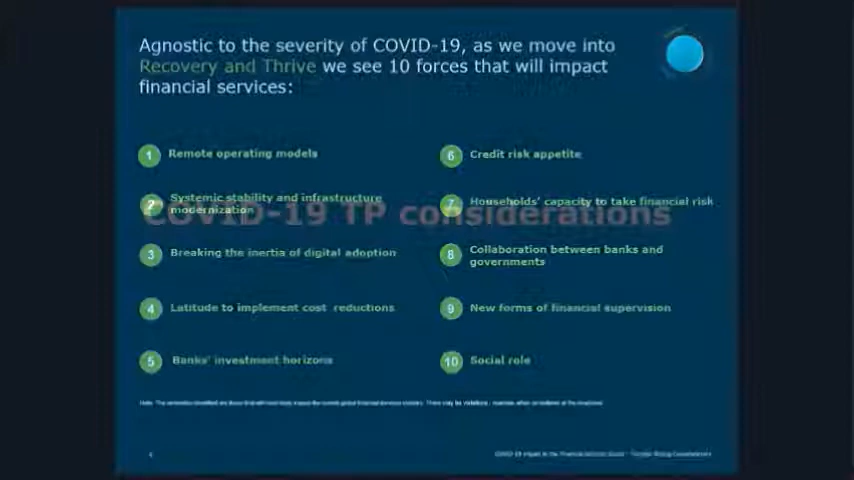 Agnostic to the severity of COVID-19, as we move into
Recovery and Thrive we see 10 forces that will impact
financial services:
1 Remote operating models
2 Systemic stability and infrastructure
modernization
3 Breaking the inertia of digital adoption
4 Latitude to implement cost reductions
5 Banks' investment horizons
6 Credit risk appetite
7 Households' capacity to take financial risk
8 Collaboration between banks and
governments
9 New forms of financial supervision
10 Social role
COVID-19 TP considerations